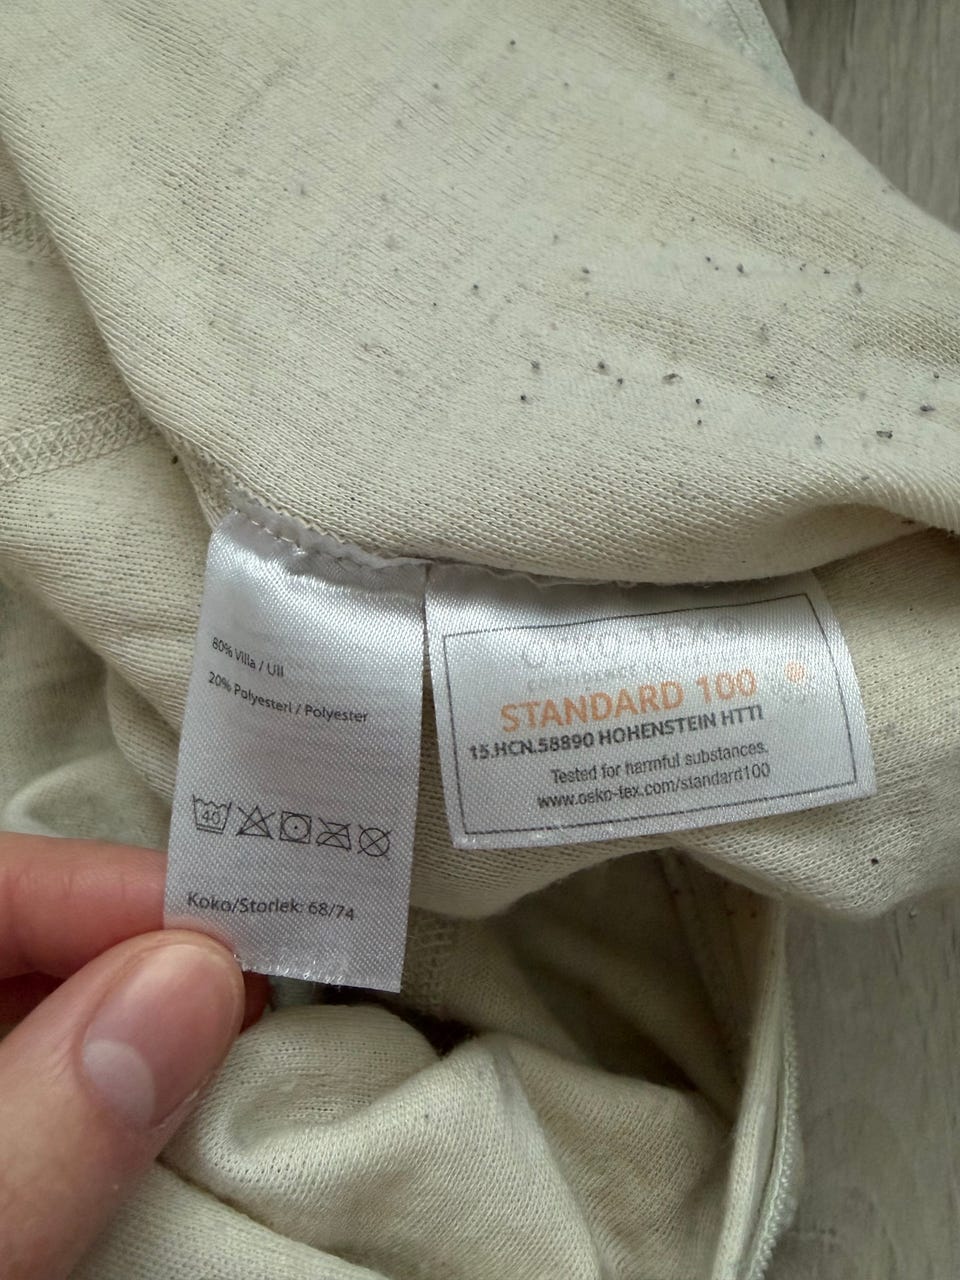 80% Villa / Ull
20% Polyesteri / Polyester
40
Koko/Storlek: 68/74
CONFIDENCE
STANDARD 100
15.HCN.58890 HOHENSTEIN HTTI
Tested for harmful substances.
www.oeko-tex.com/standard100